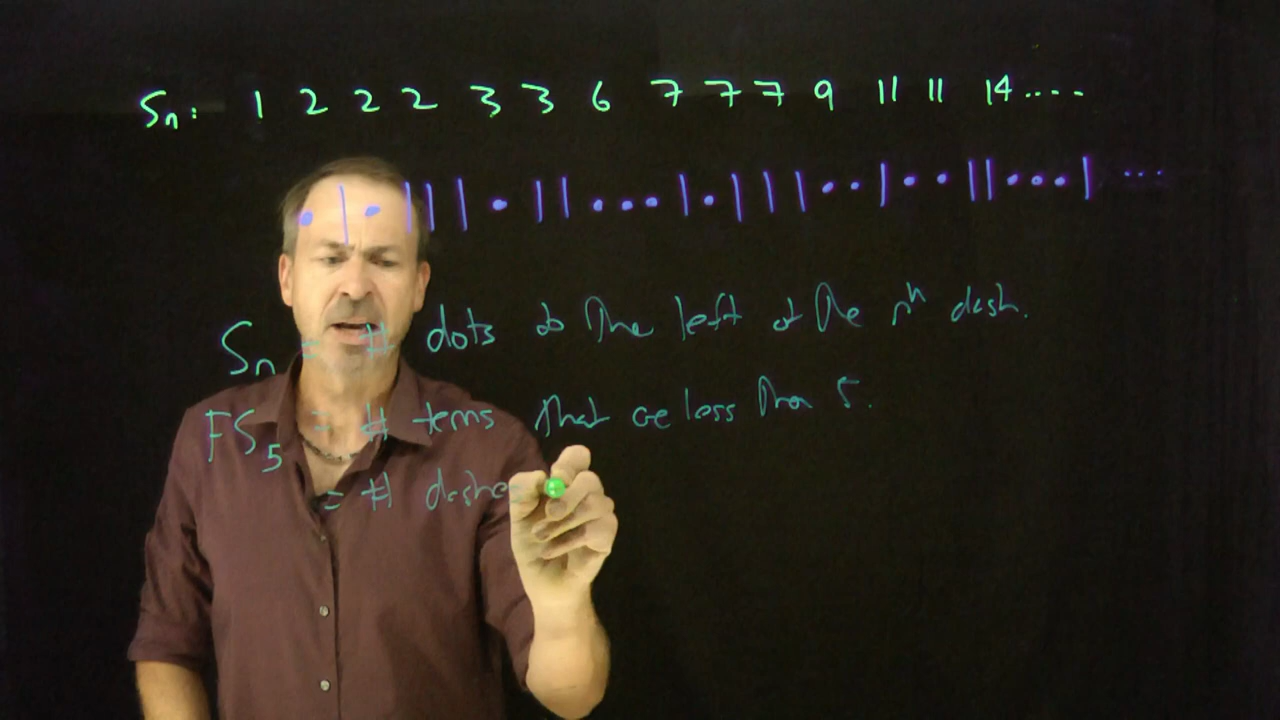 Sn: 1 2 2 2 3 3 6 7 7 7 9 11 11 14....
•|•|||•||•••|•|||••|••||•••| ...
Sn = # dots to the left of the nth dash.
FS5 = # terms that are less than 5.
= # dashe